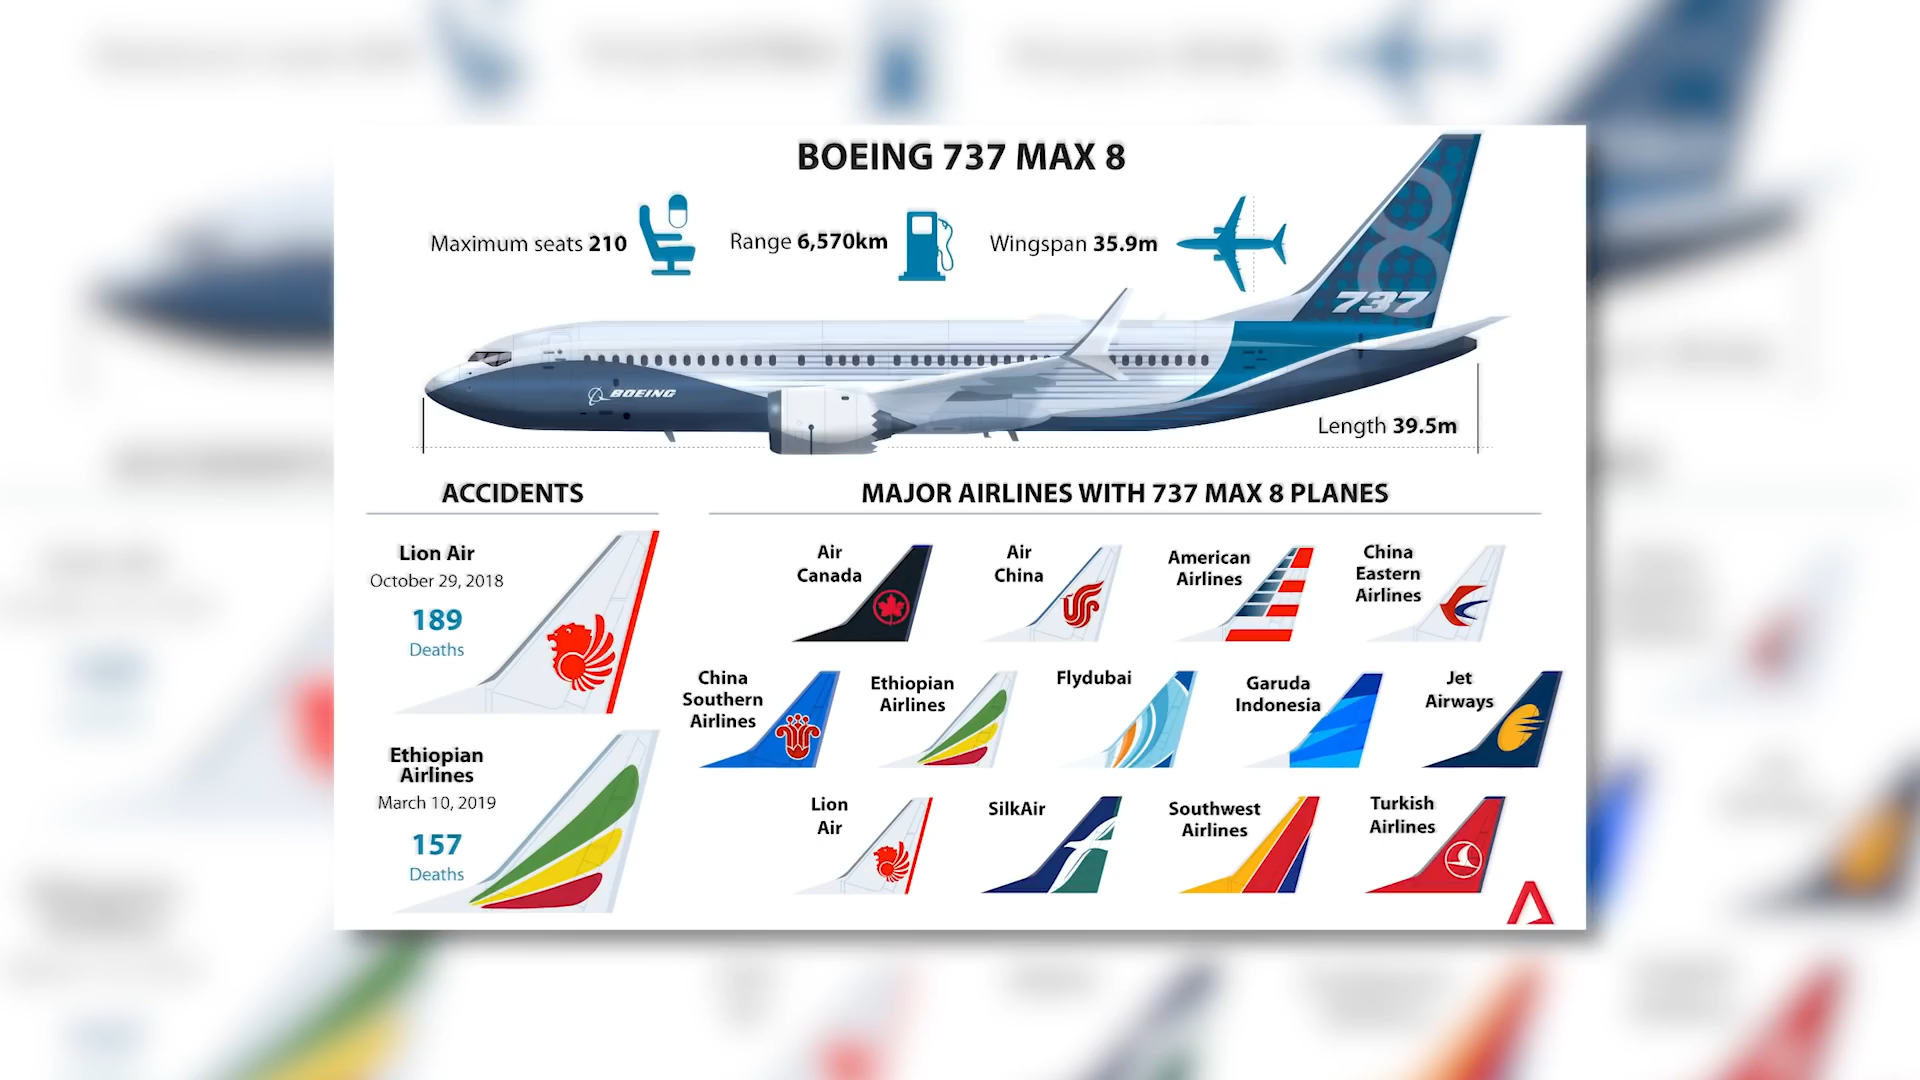 BOEING 737 MAX 8
Maximum seats 210
Range 6,570km
Wingspan 35.9m
8
737
BOEING
Length 39.5m
ACCIDENTS
Lion Air
October 29, 2018
189
Deaths
Ethiopian
Airlines
March 10, 2019
157
Deaths
MAJOR AIRLINES WITH 737 MAX 8 PLANES
Air
Canada
Air
China
American
Airlines
China
Eastern
Airlines
China
Southern
Airlines
Ethiopian
Airlines
Flydubai
Garuda
Indonesia
Jet
Airways
Lion
Air
SilkAir
Southwest
Airlines
Turkish
Airlines